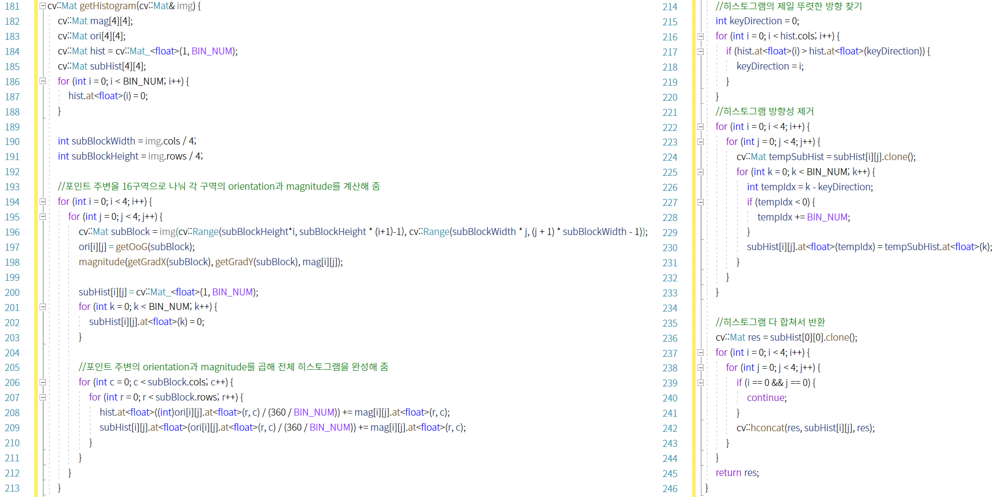 181 cv::Mat getHistogram(cv::Mat& img) {
182 cv::Mat mag[4][4];
183 cv::Mat ori[4][4];
184 cv::Mat hist = cv::Mat_<float>(1, BIN_NUM);
185 cv::Mat subHist[4][4];
186 for (int i = 0; i < BIN_NUM; i++) {
187 hist.at<float>(i) = 0;
188 }
189
190 int subBlockWidth = img.cols / 4;
191 int subBlockHeight = img.rows / 4;
192
193 //포인트 주변을 16구역으로 나눠 각 구역의 orientation과 magnitude를 계산해 줌
194 for (int i = 0; i < 4; i++) {
195 for (int j = 0; j < 4; j++) {
196 cv::Mat subBlock = img(cv::Range(subBlockHeight*i, subBlockHeight * (i+1)-1), cv::Range(subBlockWidth * j, (j + 1) * subBlockWidth - 1));
197 ori[i][j] = getOoG(subBlock);
198 magnitude(getGradX(subBlock), getGradY(subBlock), mag[i][j]);
199
200 subHist[i][j] = cv::Mat_<float>(1, BIN_NUM);
201 for (int k = 0; k < BIN_NUM; k++) {
202 subHist[i][j].at<float>(k) = 0;
203 }
204
205 //포인트 주변의 orientation과 magnitude를 곱해 전체 히스토그램을 완성해 줌
206 for (int c = 0; c < subBlock.cols; c++) {
207 for (int r = 0; r < subBlock.rows; r++) {
208 hist.at<float>((int)ori[i][j].at<float>(r, c) / (360 / BIN_NUM)) += mag[i][j].at<float>(r, c);
209 subHist[i][j].at<float>(ori[i][j].at<float>(r, c) / (360 / BIN_NUM)) += mag[i][j].at<float>(r, c);
210 }
211 }
212 }
213 }
214 //히스토그램의 제일 뚜렷한 방향 찾기
215 int keyDirection = 0;
216 for (int i = 0; i < hist.cols; i++) {
217 if (hist.at<float>(i) > hist.at<float>(keyDirection)) {
218 keyDirection = i;
219 }
220 }
221 //히스토그램 방향성 제거
222 for (int i = 0; i < 4; i++) {
223 for (int j = 0; j < 4; j++) {
224 cv::Mat tempSubHist = subHist[i][j].clone();
225 for (int k = 0; k < BIN_NUM; k++) {
226 int tempIdx = k - keyDirection;
227 if (tempIdx < 0) {
228 tempIdx += BIN_NUM;
229 }
230 subHist[i][j].at<float>(tempIdx) = tempSubHist.at<float>(k);
231 }
232 }
233 }
234
235 //히스토그램 다 합쳐서 반환
236 cv::Mat res = subHist[0][0].clone();
237 for (int i = 0; i < 4; i++) {
238 for (int j = 0; j < 4; j++) {
239 if (i == 0 && j == 0) {
240 continue;
241 }
242 cv::hconcat(res, subHist[i][j], res);
243 }
244 }
245 return res;
246 }